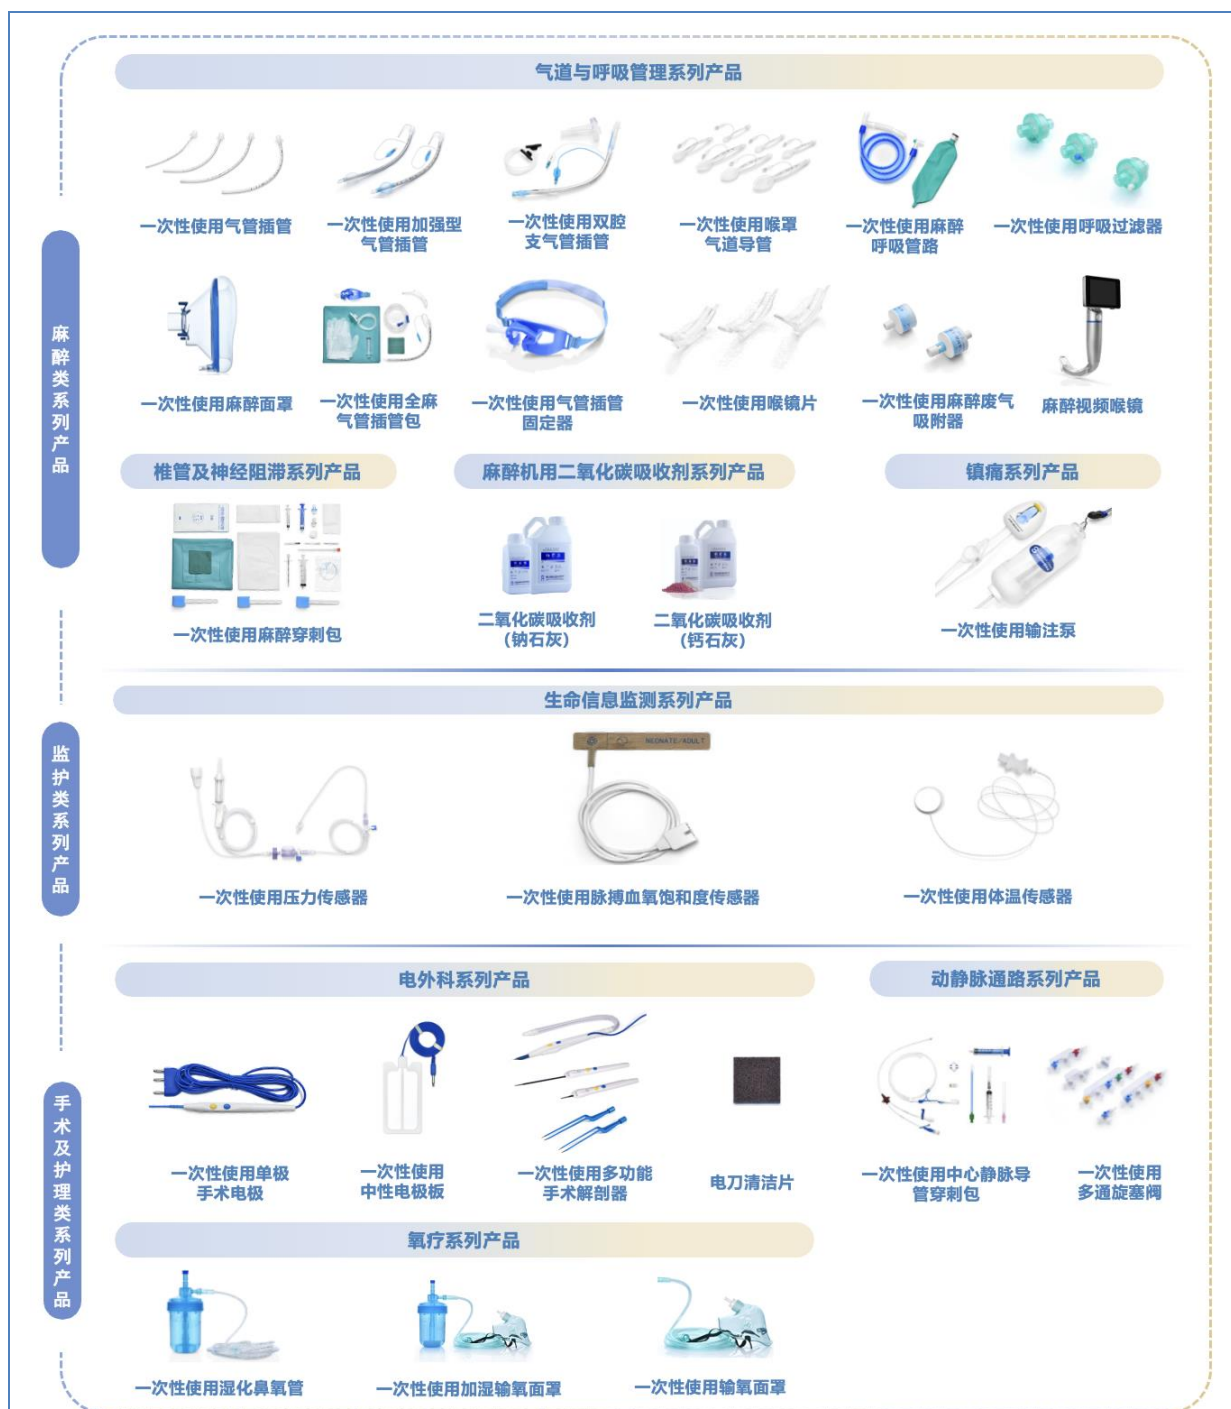 气道与呼吸管理系列产品
一次性使用气管插管
一次性使用加强型
气管插管
一次性使用双腔
支气管插管
一次性使用喉罩
气道导管
一次性使用麻醉
呼吸管路
一次性使用呼吸过滤器
麻醉类系列产品
一次性使用麻醉面罩
一次性使用全麻
气管插管包
一次性使用气管插管
固定器
一次性使用喉镜片
一次性使用麻醉废气
吸附器
麻醉视频喉镜
椎管及神经阻滞系列产品
麻醉机用二氧化碳吸收剂系列产品
镇痛系列产品
一次性使用麻醉穿刺包
二氧化碳吸收剂
(钠石灰)
二氧化碳吸收剂
(钙石灰)
一次性使用输注泵
生命信息监测系列产品
监护类系列产品
NEONATE/ADULT
一次性使用压力传感器
一次性使用脉搏血氧饱和度传感器
一次性使用体温传感器
电外科系列产品
动静脉通路系列产品
手术及护理类系列产品
一次性使用单极
手术电极
一次性使用
中性电极板
一次性使用多功能
手术解剖器
电刀清洁片
一次性使用中心静脉导
管穿刺包
一次性使用
多通旋塞阀
氧疗系列产品
一次性使用湿化鼻氧管
一次性使用加湿输氧面罩
一次性使用输氧面罩